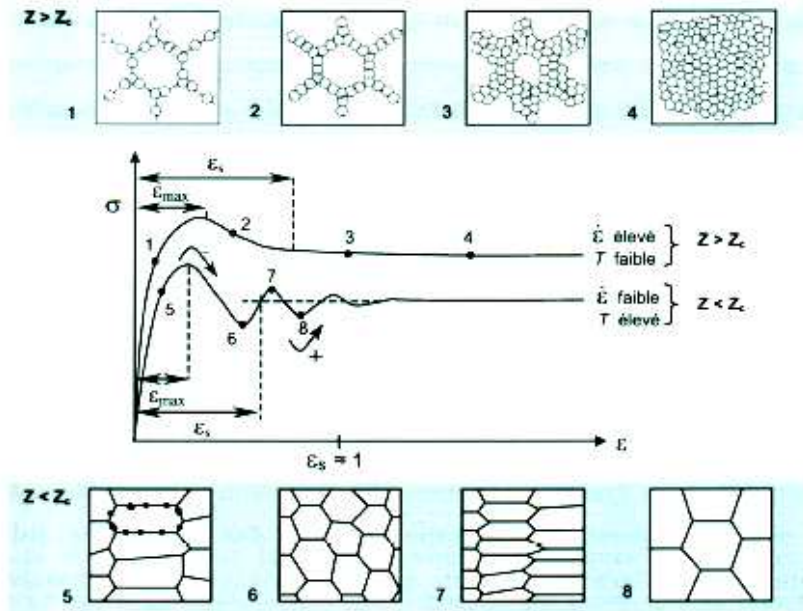 Z > Zc
1
2
3
4
σ
εs
εmax
1
2
3
4
ε̇ élevé
T faible
Z > Zc
5
6
7
8
-
+
ε̇ faible
T élevé
Z < Zc
εmax
εs
ε
εs ≈ 1
Z < Zc
5
6
7
8